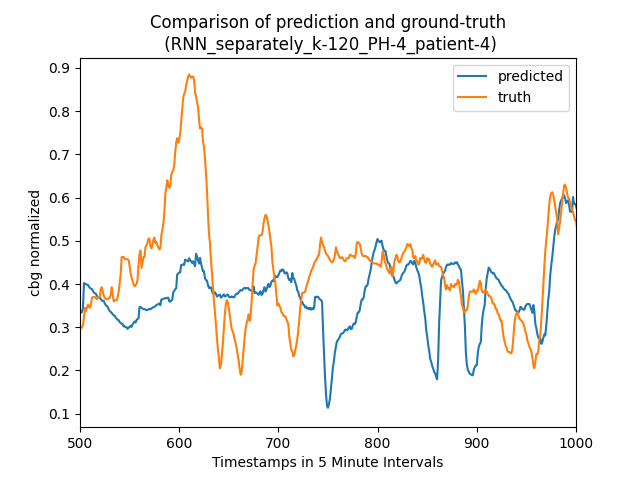 Comparison of prediction and ground-truth
(RNN_separately_k-120_PH-4_patient-4)
predicted
truth
cbg normalized
0.9
0.8
0.7
0.6
0.5
0.4
0.3
0.2
0.1
500
600
700
800
900
1000
Timestamps in 5 Minute Intervals